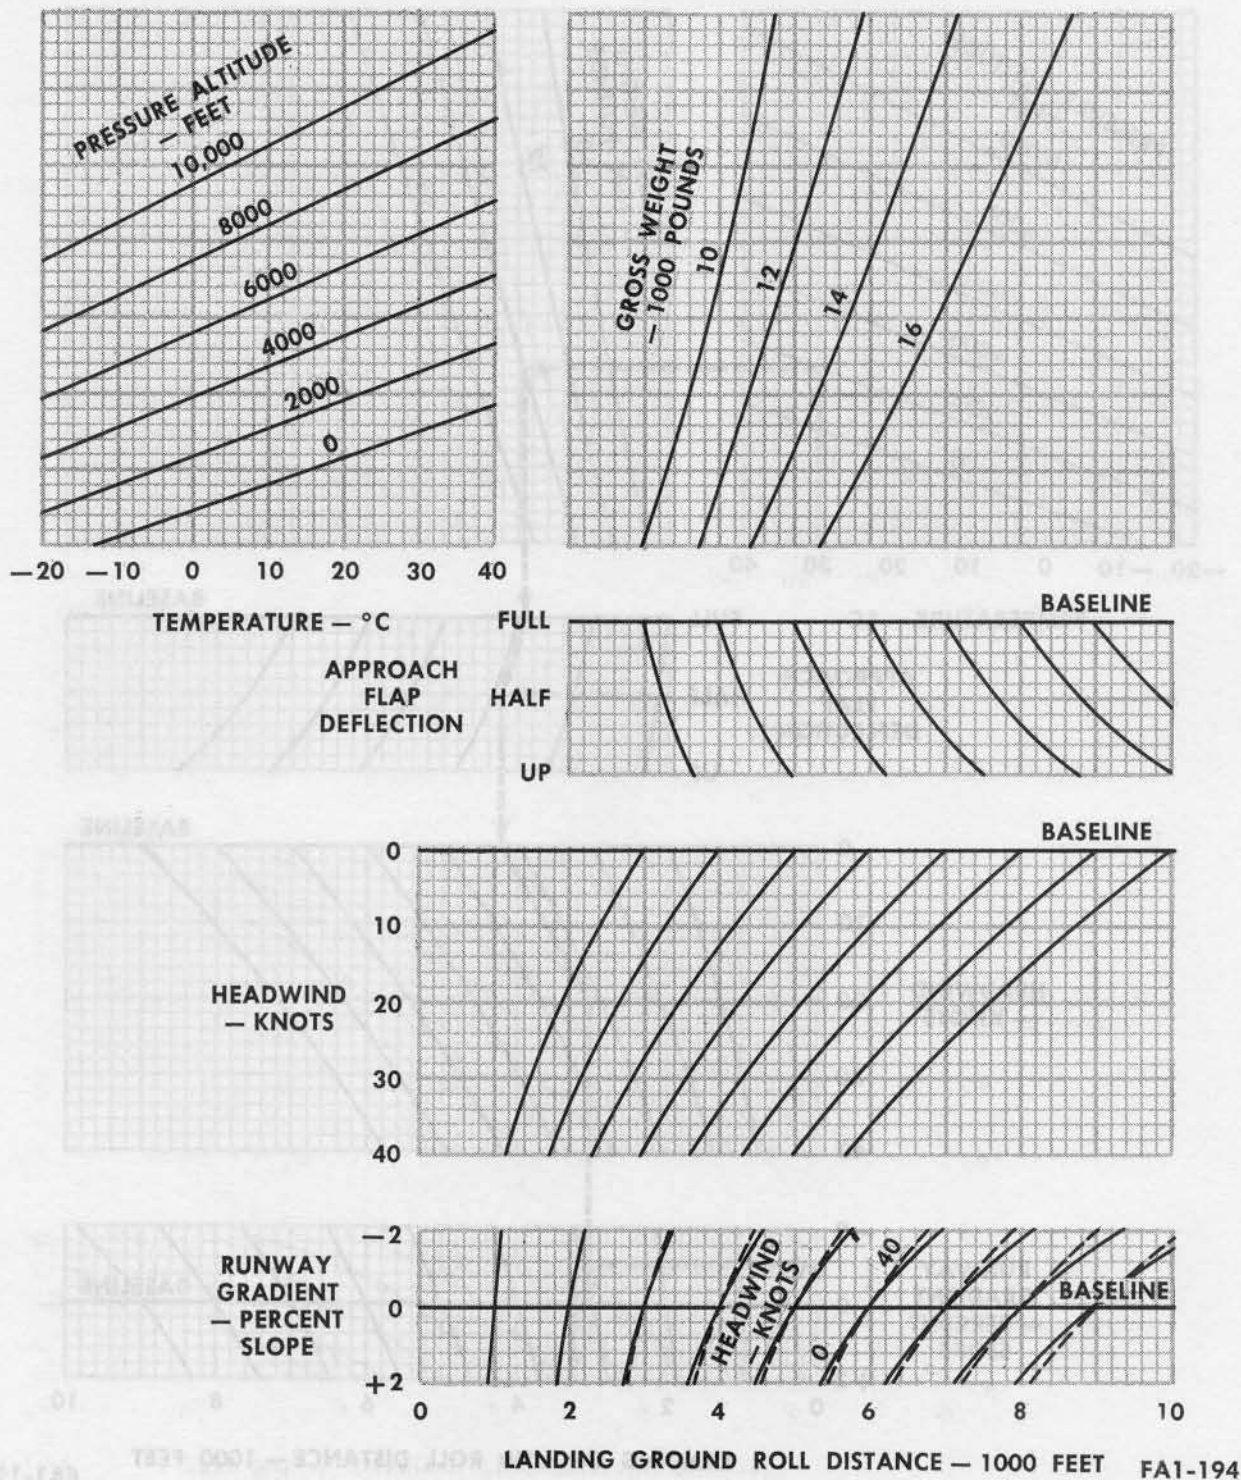 PRESSURE ALTITUDE
— FEET
10,000
8000
6000
4000
2000
0
GROSS WEIGHT
— 1000 POUNDS
10
12
14
16
—20 —10 0 10 20 30 40
TEMPERATURE — °C
BASELINE
FULL
APPROACH
FLAP
DEFLECTION
HALF
UP
BASELINE
0
10
HEADWIND
— KNOTS
20
30
40
—2
RUNWAY
GRADIENT
— PERCENT
SLOPE
0
+2
HEADWIND
— KNOTS
40
0
BASELINE
0 2 4 6 8 10
LANDING GROUND ROLL DISTANCE — 1000 FEET
FA1-194